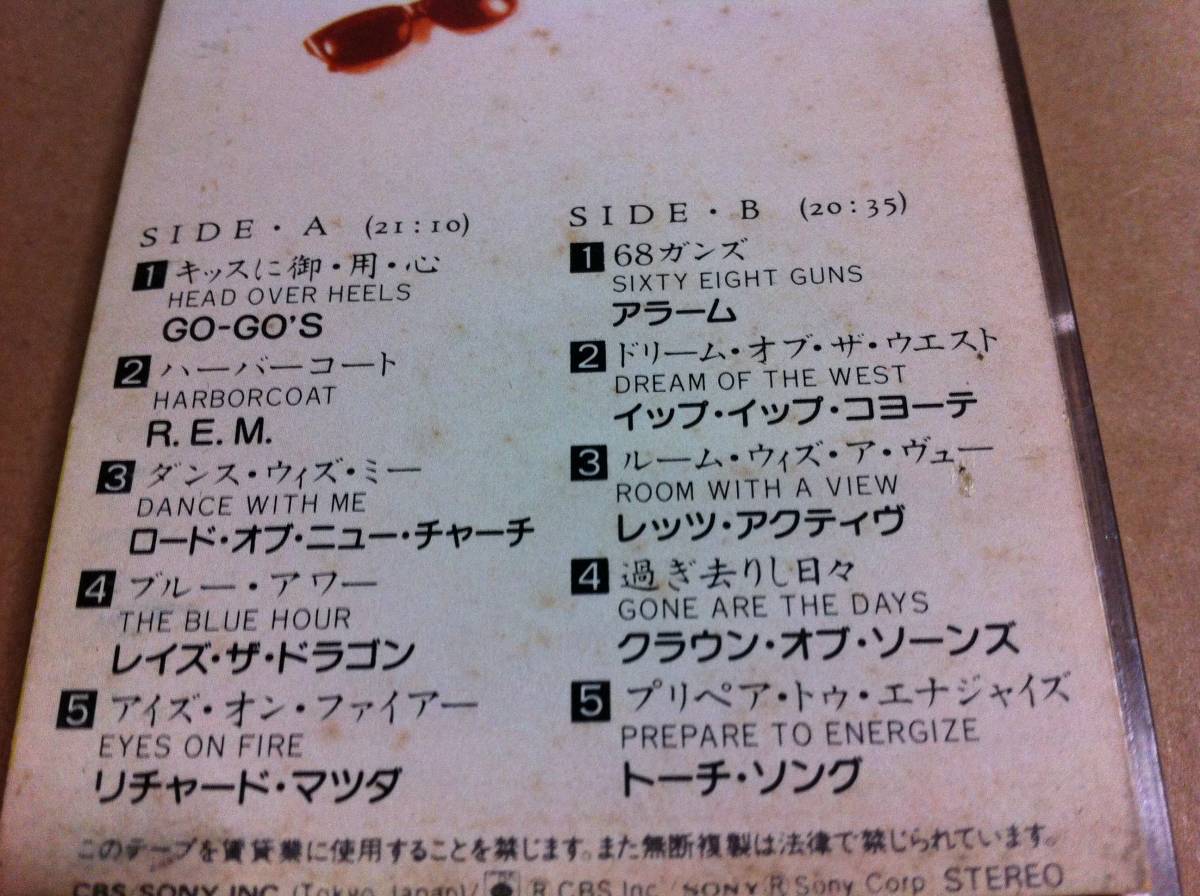 SIDE・A (21:10)
1 キッスに御・用・心
HEAD OVER HEELS
GO-GO'S
2 ハーバーコート
HARBORCOAT
R.E.M.
3 ダンス・ウィズ・ミー
DANCE WITH ME
ロード・オブ・ニュー・チャーチ
4 ブルー・アワー
THE BLUE HOUR
レイズ・ザ・ドラゴン
5 アイズ・オン・ファイアー
EYES ON FIRE
リチャード・マツダ
SIDE・B (20:35)
1 68ガンズ
SIXTY EIGHT GUNS
アラーム
2 ドリーム・オブ・ザ・ウエスト
DREAM OF THE WEST
イップ・イップ・コヨーテ
3 ルーム・ウィズ・ア・ヴュー
ROOM WITH A VIEW
レッツ・アクティヴ
4 過ぎ去りし日々
GONE ARE THE DAYS
クラウン・オブ・ソーンズ
5 プリペア・トゥ・エナジャイズ
PREPARE TO ENERGIZE
トーチ・ソング
このテープを賃貸業に使用することを禁じます。また無断複製は法律で禁じられています。
CBS/SONY INC. (Tokyo Japan)/ ® CBS Inc./SONY ® Sony Corp STEREO